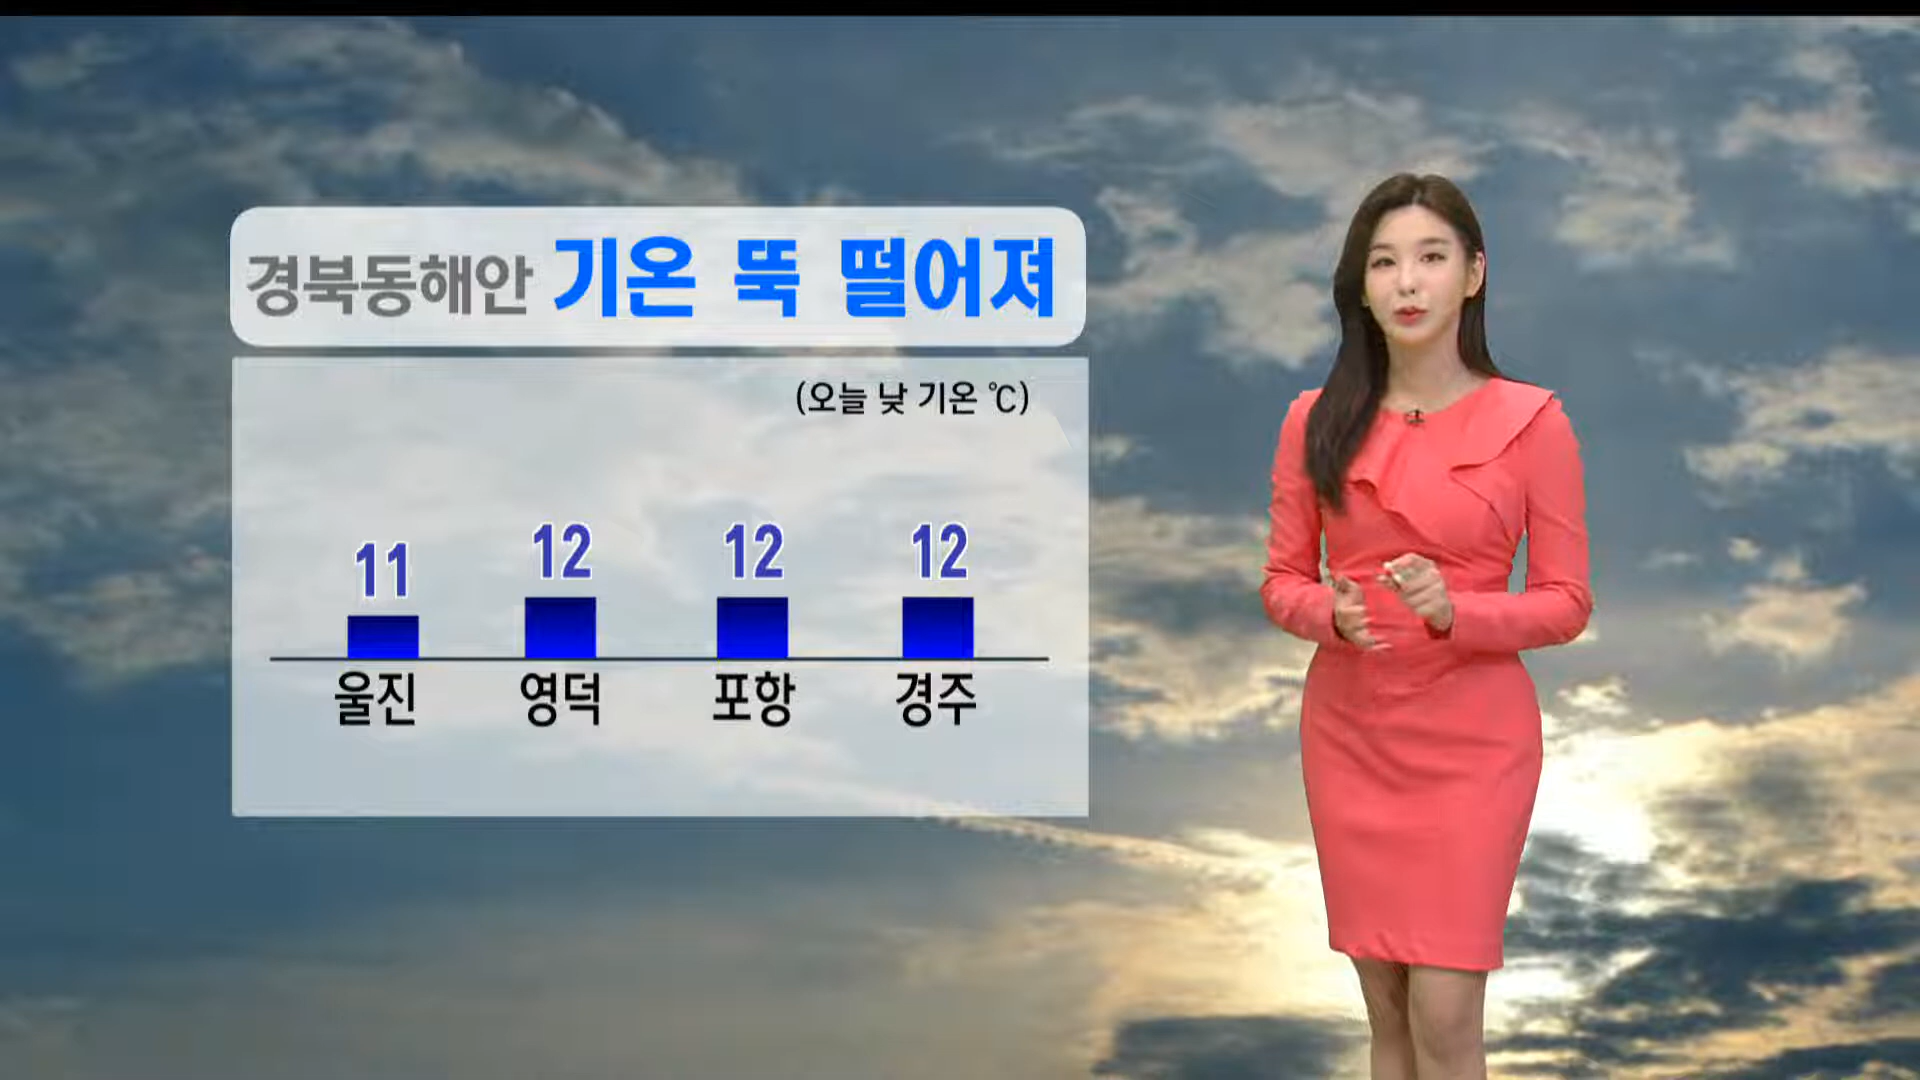 경북동해안 기온 뚝 떨어져
(오늘 낮 기온 ℃)
11 12 12 12
울진 영덕 포항 경주